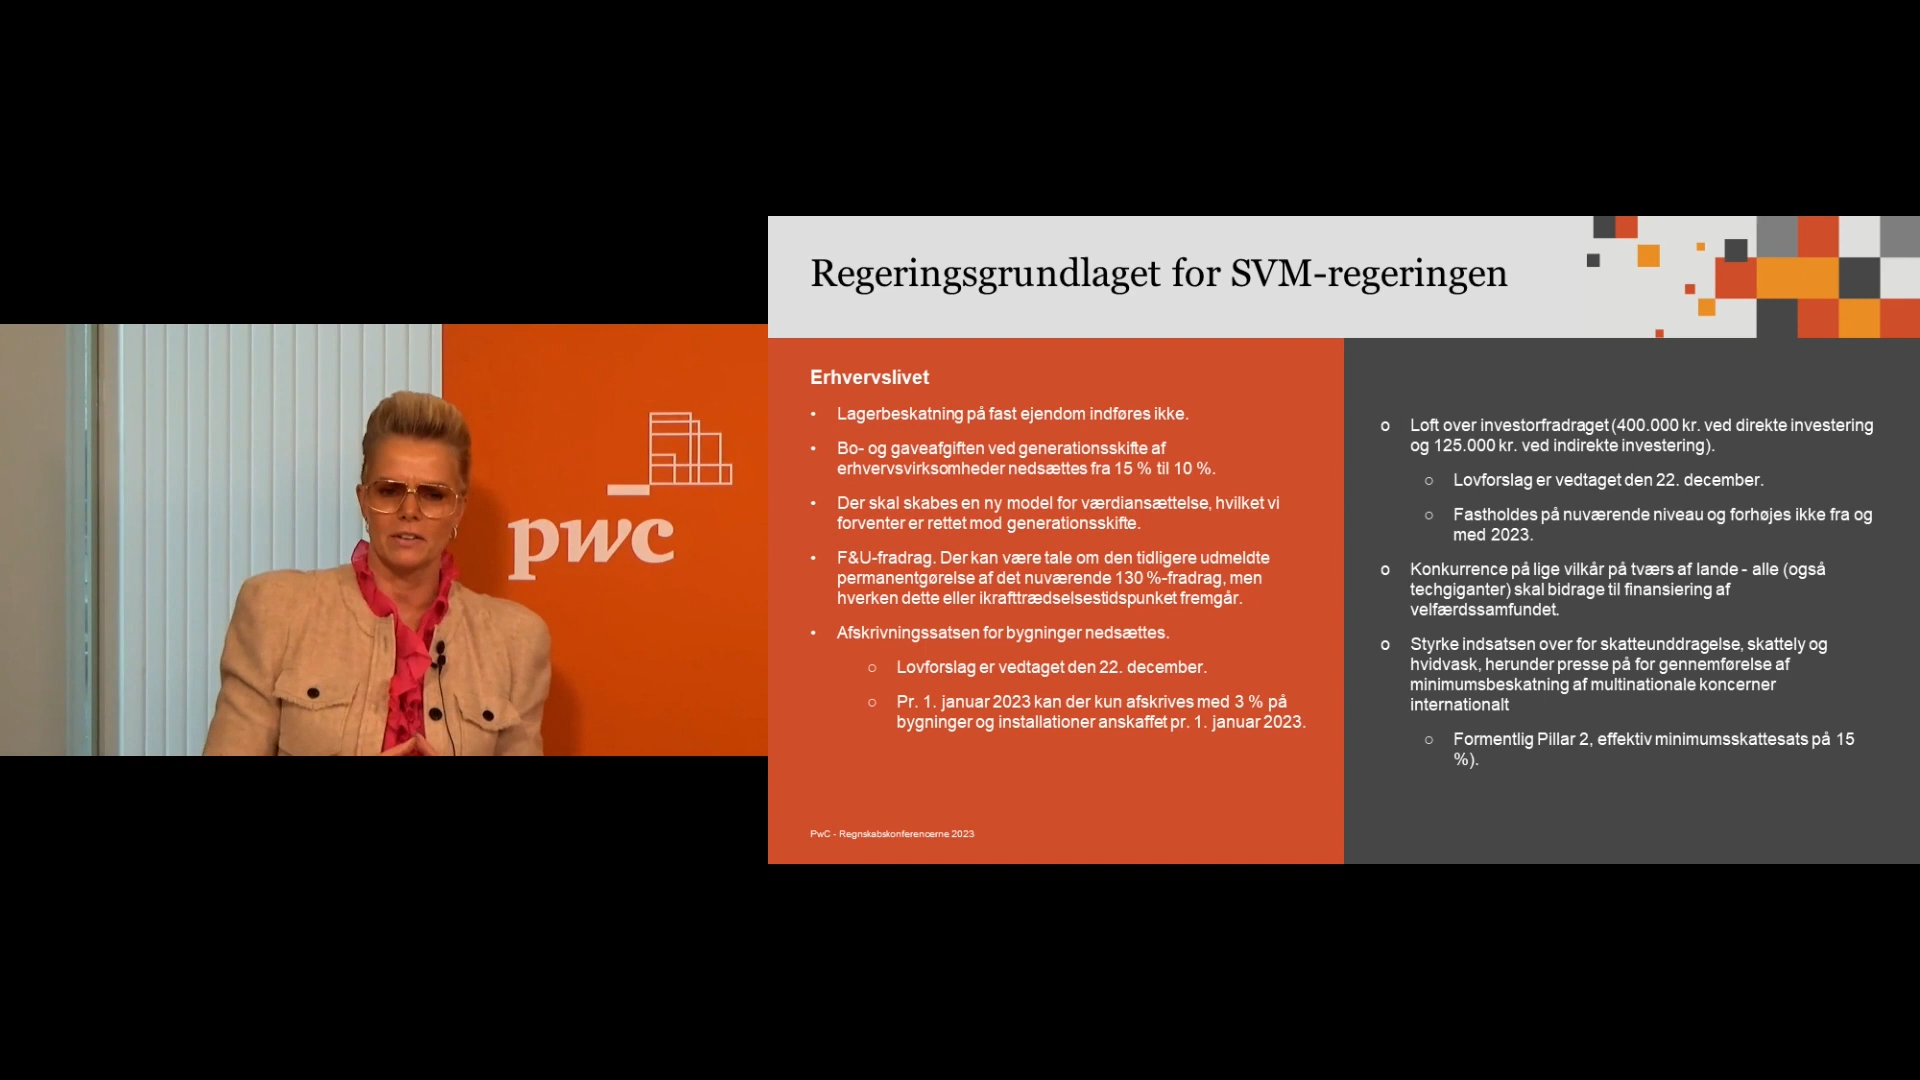 pwc
Regeringsgrundlaget for SVM-regeringen
Erhvervslivet
• Lagerbeskatning på fast ejendom indføres ikke.
• Bo- og gaveafgiften ved generationsskifte af
erhvervsvirksomheder nedsættes fra 15 % til 10 %.
• Der skal skabes en ny model for værdiansættelse, hvilket vi
forventer er rettet mod generationsskifte.
• F&U-fradrag. Der kan være tale om den tidligere udmeldte
permanentgørelse af det nuværende 130 %-fradrag, men
hverken dette eller ikrafttrædselsestidspunket fremgår.
• Afskrivningssatsen for bygninger nedsættes.
○ Lovforslag er vedtaget den 22. december.
○ Pr. 1. januar 2023 kan der kun afskrives med 3 % på
bygninger og installationer anskaffet pr. 1. januar 2023.
PwC - Regnskabskonferencerne 2023
o Loft over investorfradraget (400.000 kr. ved direkte investering
og 125.000 kr. ved indirekte investering).
○ Lovforslag er vedtaget den 22. december.
○ Fastholdes på nuværende niveau og forhøjes ikke fra og
med 2023.
o Konkurrence på lige vilkår på tværs af lande - alle (også
techgiganter) skal bidrage til finansiering af
velfærdssamfundet.
o Styrke indsatsen over for skatteunddragelse, skattely og
hvidvask, herunder presse på for gennemførelse af
minimumsbeskatning af multinationale koncerner
internationalt
○ Formentlig Pillar 2, effektiv minimumsskattesats på 15
%).